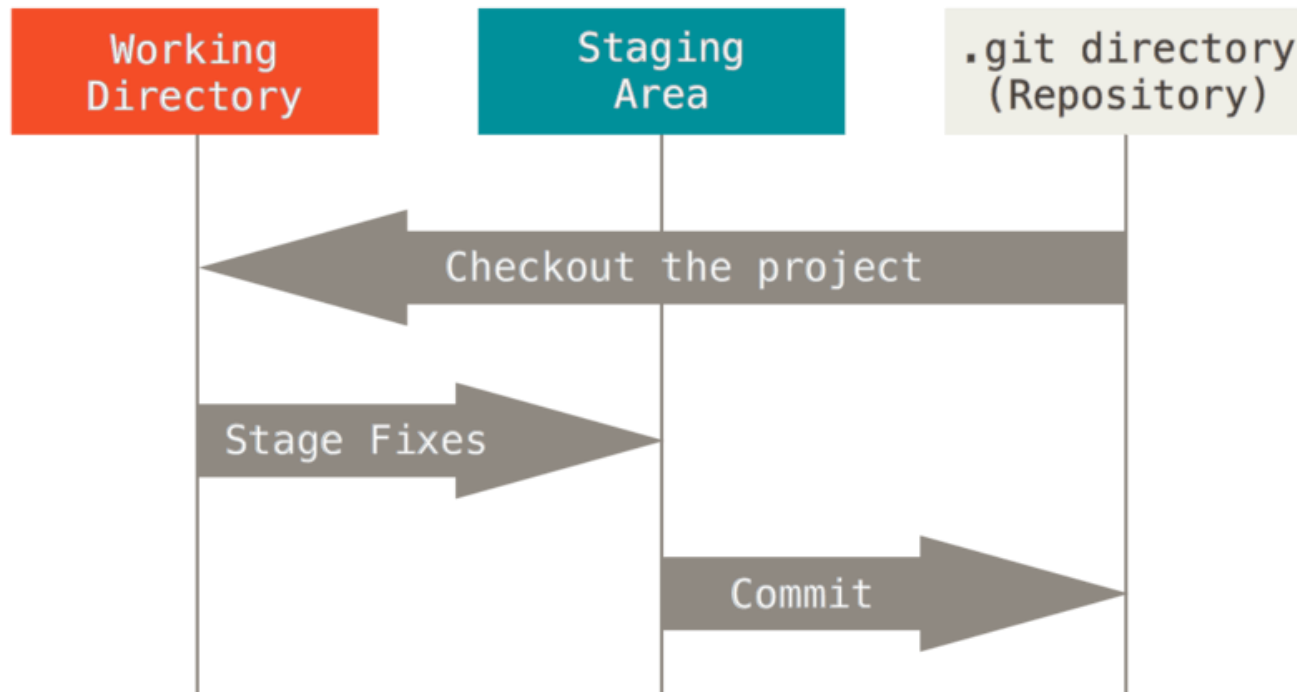 Working
Directory
Staging
Area
.git directory
(Repository)
Checkout the project
Stage Fixes
Commit